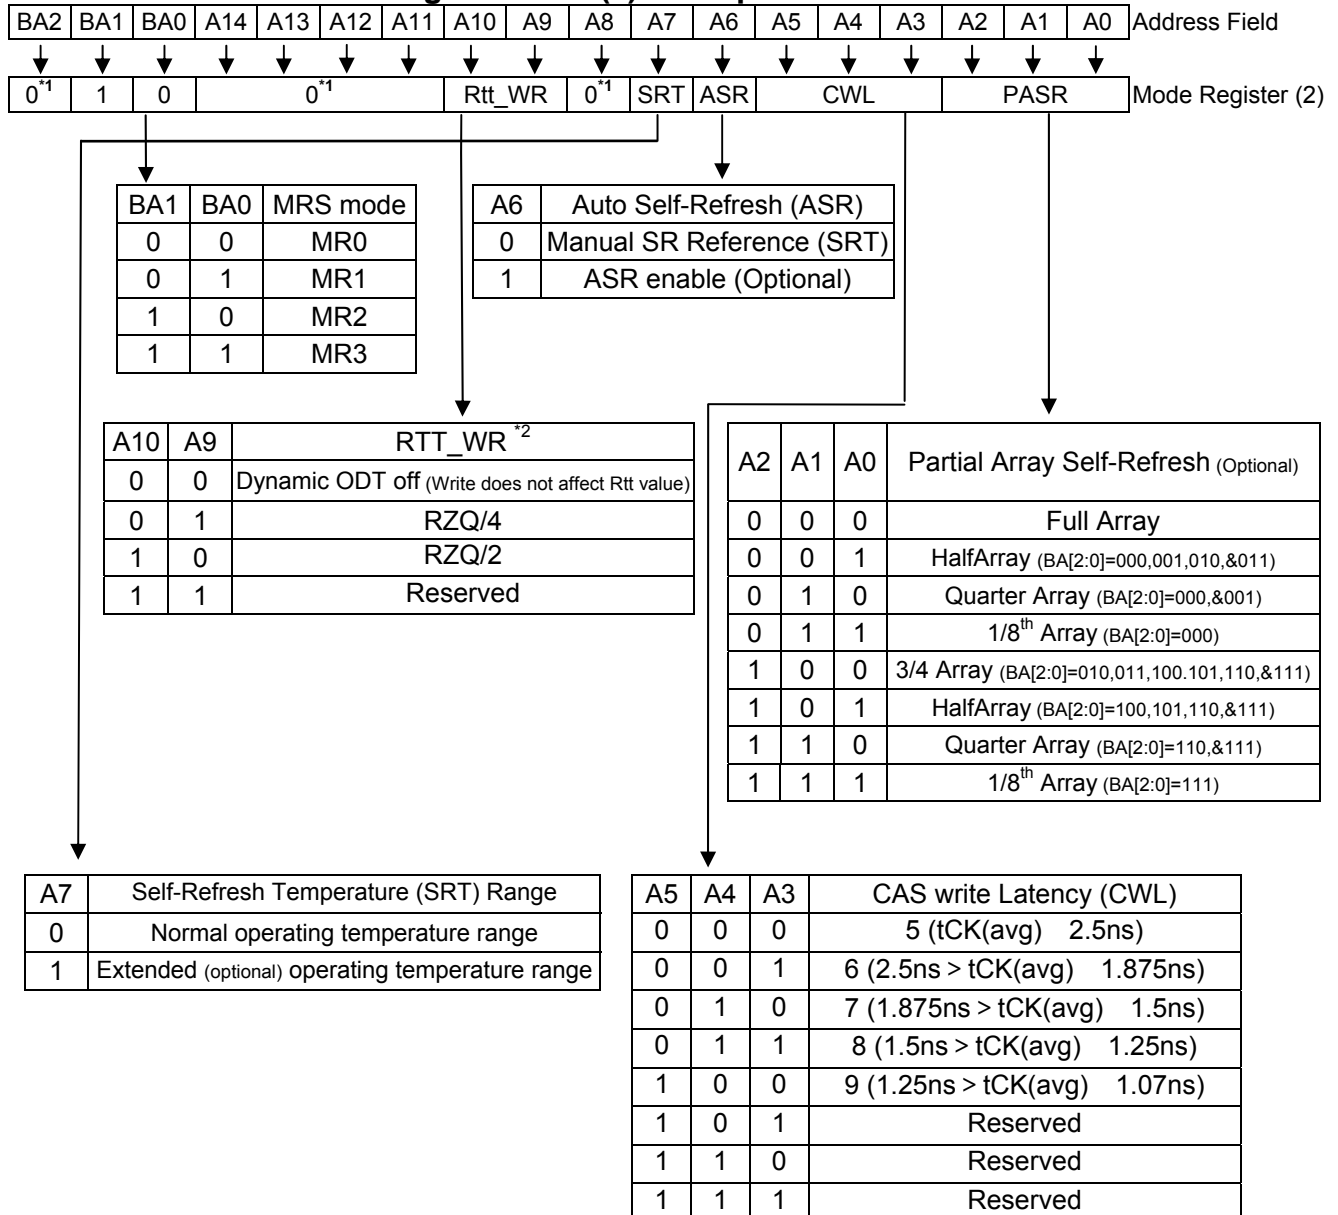 BA2 BA1 BA0 A14 A13 A12 A11 A10 A9 A8 A7 A6 A5 A4 A3 A2 A1 A0 Address Field
0*1 1 0 0*1 Rtt_WR 0*1 SRT ASR CWL PASR Mode Register (2)
BA1 BA0 MRS mode
0 0 MR0
0 1 MR1
1 0 MR2
1 1 MR3
A6 Auto Self-Refresh (ASR)
0 Manual SR Reference (SRT)
1 ASR enable (Optional)
A10 A9 RTT_WR *2
0 0 Dynamic ODT off (Write does not affect Rtt value)
0 1 RZQ/4
1 0 RZQ/2
1 1 Reserved
A2 A1 A0 Partial Array Self-Refresh (Optional)
0 0 0 Full Array
0 0 1 HalfArray (BA[2:0]=000,001,010,&011)
0 1 0 Quarter Array (BA[2:0]=000,&001)
0 1 1 1/8th Array (BA[2:0]=000)
1 0 0 3/4 Array (BA[2:0]=010,011,100.101,110,&111)
1 0 1 HalfArray (BA[2:0]=100,101,110,&111)
1 1 0 Quarter Array (BA[2:0]=110,&111)
1 1 1 1/8th Array (BA[2:0]=111)
A7 Self-Refresh Temperature (SRT) Range
0 Normal operating temperature range
1 Extended (optional) operating temperature range
A5 A4 A3 CAS write Latency (CWL)
0 0 0 5 (tCK(avg) 2.5ns)
0 0 1 6 (2.5ns > tCK(avg) 1.875ns)
0 1 0 7 (1.875ns > tCK(avg) 1.5ns)
0 1 1 8 (1.5ns > tCK(avg) 1.25ns)
1 0 0 9 (1.25ns > tCK(avg) 1.07ns)
1 0 1 Reserved
1 1 0 Reserved
1 1 1 Reserved